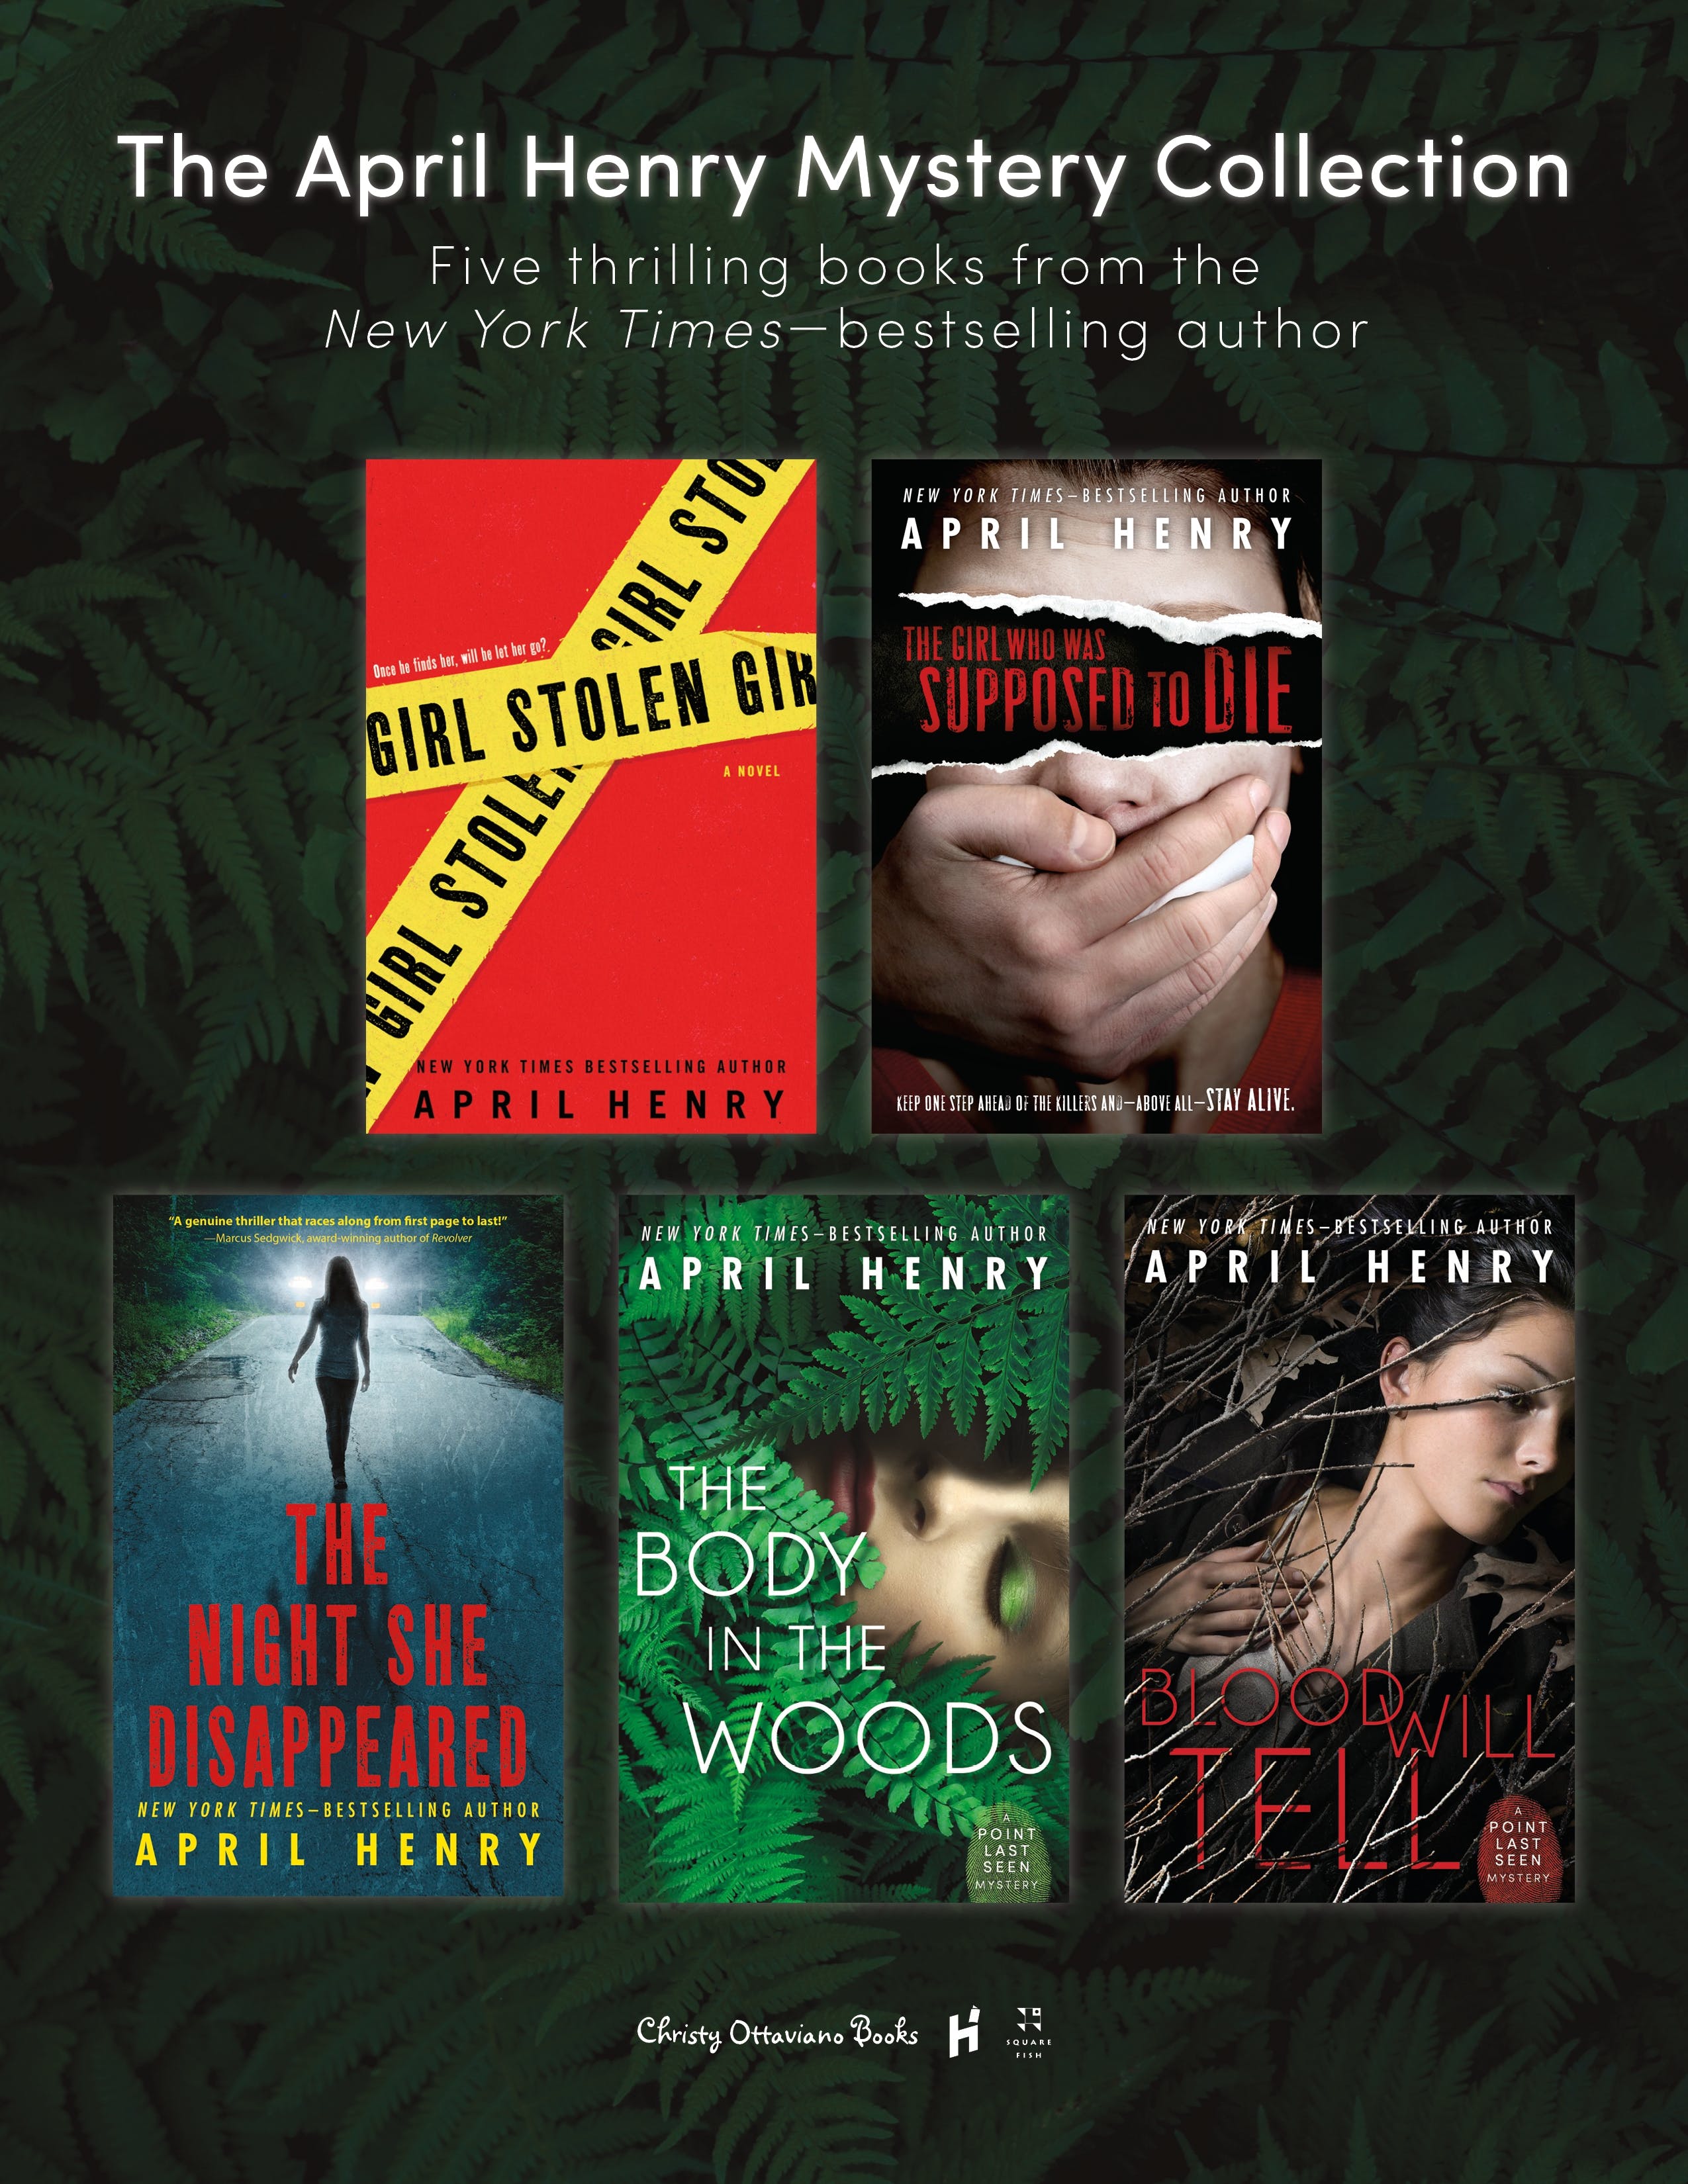 The April Henry Mystery Collection
Five thrilling books from the
New York Times—bestselling author
GIRL STOL
Once he finds her, will he let her go?
GIRL STOLEN GIR
A NOVEL
N GIRL STOLEN
NEW YORK TIMES BESTSELLING AUTHOR
APRIL HENRY
NEW YORK TIMES–BESTSELLING AUTHOR
APRIL HENRY
THE GIRL WHO WAS
SUPPOSED TO DIE
KEEP ONE STEP AHEAD OF THE KILLERS AND—ABOVE ALL—STAY ALIVE.
“A genuine thriller that races along from first page to last!”
—Marcus Sedgwick, award-winning author of Revolver
THE
NIGHT SHE
DISAPPEARED
NEW YORK TIMES–BESTSELLING AUTHOR
APRIL HENRY
NEW YORK TIMES–BESTSELLING AUTHOR
APRIL HENRY
THE
BODY
IN THE
WOODS
A
POINT
LAST
SEEN
MYSTERY
NEW YORK TIMES–BESTSELLING AUTHOR
APRIL HENRY
BLOOD WILL
TELL
A
POINT
LAST
SEEN
MYSTERY
Christy Ottaviano Books
H
SQUARE
FISH